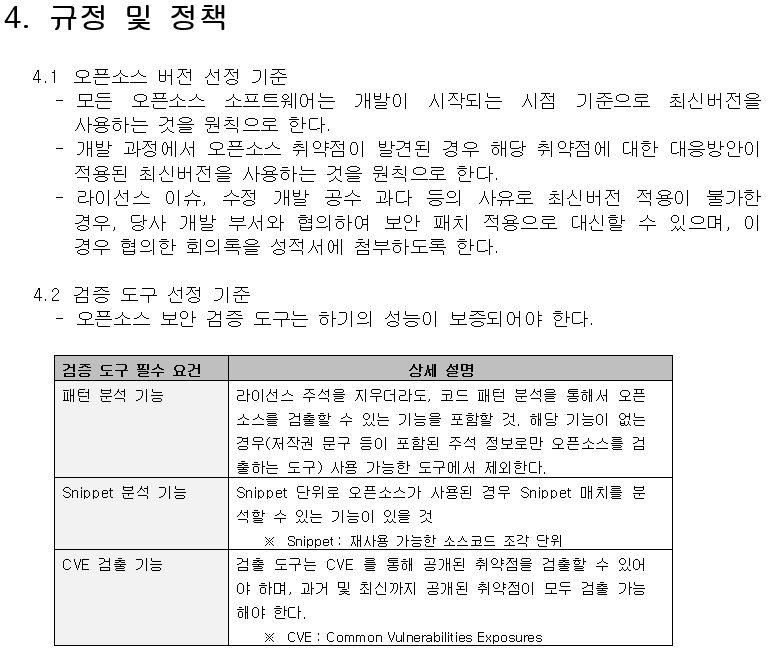 4. 규정 및 정책
4.1 오픈소스 버전 선정 기준
- 모든 오픈소스 소프트웨어는 개발이 시작되는 시점 기준으로 최신버전을
사용하는 것을 원칙으로 한다.
- 개발 과정에서 오픈소스 취약점이 발견된 경우 해당 취약점에 대한 대응방안이
적용된 최신버전을 사용하는 것을 원칙으로 한다.
- 라이선스 이슈, 수정 개발 공수 과다 등의 사유로 최신버전 적용이 불가한
경우, 당사 개발 부서와 협의하여 보안 패치 적용으로 대신할 수 있으며, 이
경우 협의한 회의톡을 성적서에 첨부하도록 한다.
4.2 검증 도구 선정 기준
- 오픈소스 보안 검증 도구는 하기의 성능이 보증되어야 한다.
검증 도구 필수 요건 상세 설명
패턴 분석 기능
라이선스 주석을 지우더라도, 코드 패턴 분석을 통해서 오픈
소스를 검출할 수 있는 기능을 포함할 것. 해당 기능이 없는
경우(저작권 문구 등이 포함된 주석 정보로만 오픈소스를 검
출하는 도구) 사용 가능한 도구에서 제외한다.
Snippet 분석 기능
Snippet 단위로 오픈소스가 사용된 경우 Snippet 매치를 분
석할 수 있는 기능이 있을 것
※ Snippet : 재사용 가능한 소스코드 조각 단위
CVE 검출 기능
검출 도구는 CVE 를 통해 공개된 취약점을 검출할 수 있어
야 하며, 과거 및 최신까지 공개된 취약점이 모두 검출 가능
해야 한다.
※ CVE : Common Vulnerabilities Exposures